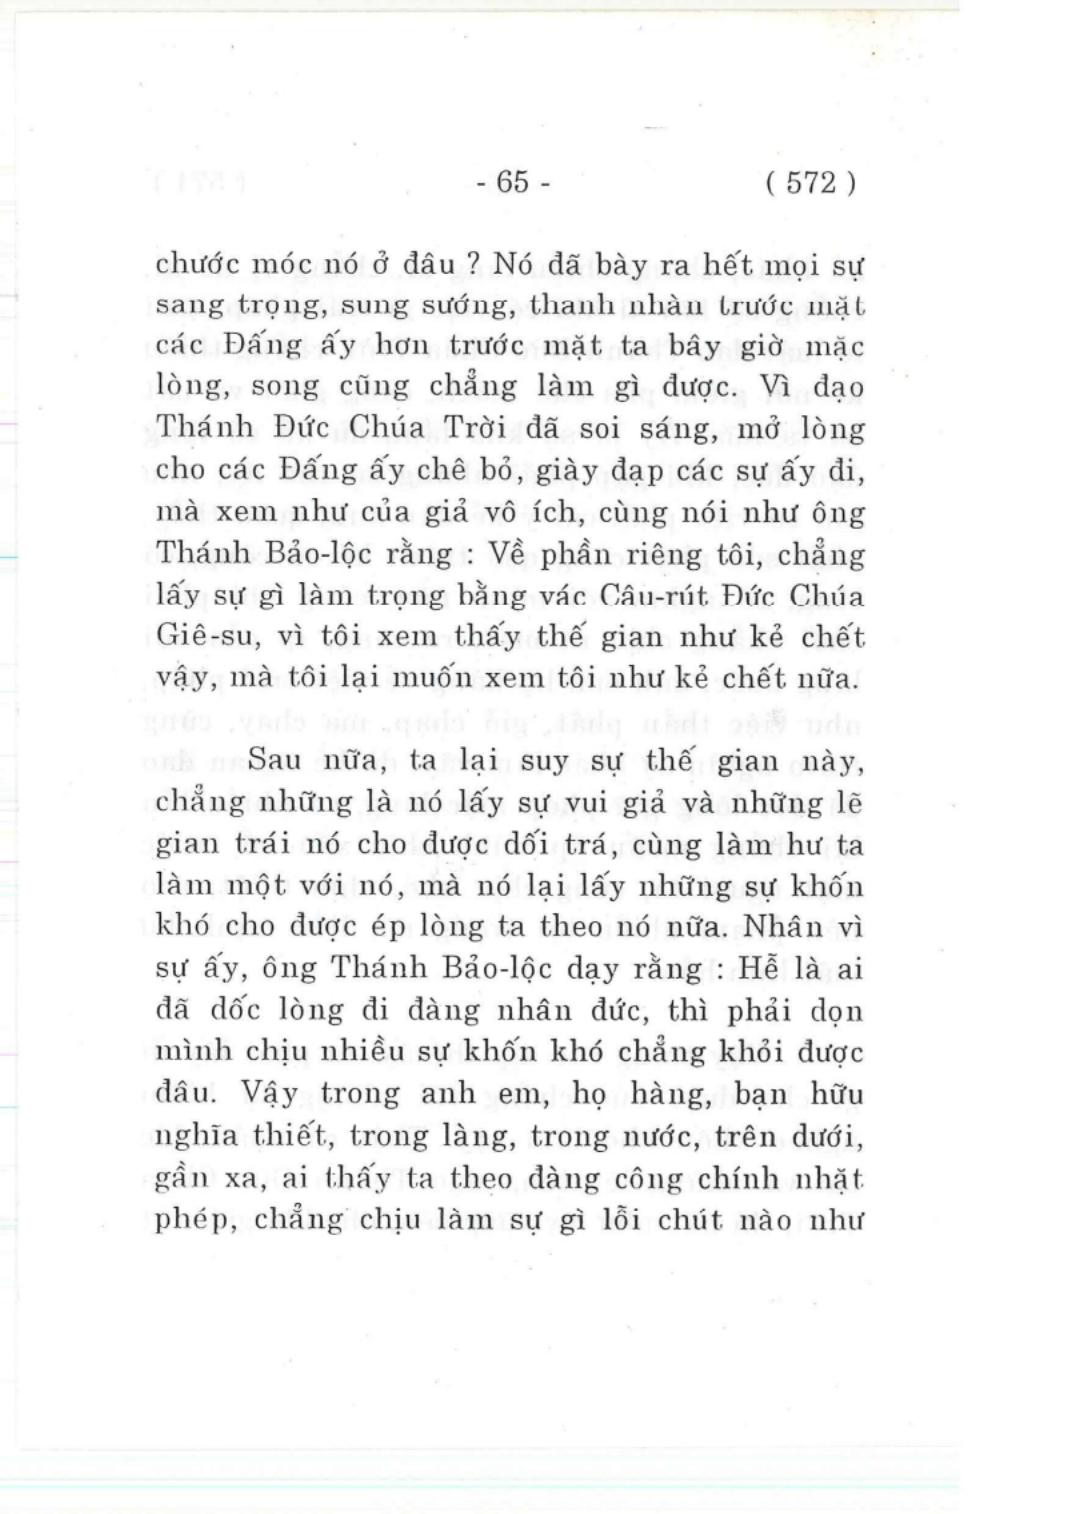 - 65 - ( 572 )
chước móc nó ở đâu ? Nó đã bày ra hết mọi sự
sang trọng, sung sướng, thanh nhàn trước mặt
các Đấng ấy hơn trước mặt ta bây giờ mặc
lòng, song cũng chẳng làm gì được. Vì đạo
Thánh Đức Chúa Trời đã soi sáng, mở lòng
cho các Đấng ấy chê bỏ, giày đạp các sự ấy đi,
mà xem như của giả vô ích, cùng nói như ông
Thánh Bảo-lộc rằng : Về phần riêng tôi, chẳng
lấy sự gì làm trọng bằng vác Câu-rút Đức Chúa
Giê-su, vì tôi xem thấy thế gian như kẻ chết
vậy, mà tôi lại muốn xem tôi như kẻ chết nữa.
Sau nữa, ta lại suy sự thế gian này,
chẳng những là nó lấy sự vui giả và những lẽ
gian trái nó cho được dối trá, cùng làm hư ta
làm một với nó, mà nó lại lấy những sự khốn
khó cho được ép lòng ta theo nó nữa. Nhân vì
sự ấy, ông Thánh Bảo-lộc dạy rằng : Hễ là ai
đã dốc lòng đi đàng nhân đức, thì phải dọn
mình chịu nhiều sự khốn khó chẳng khỏi được
đâu. Vậy trong anh em, họ hàng, bạn hữu
nghĩa thiết, trong làng, trong nước, trên dưới,
gần xa, ai thấy ta theo đàng công chính nhặt
phép, chẳng chịu làm sự gì lỗi chút nào như